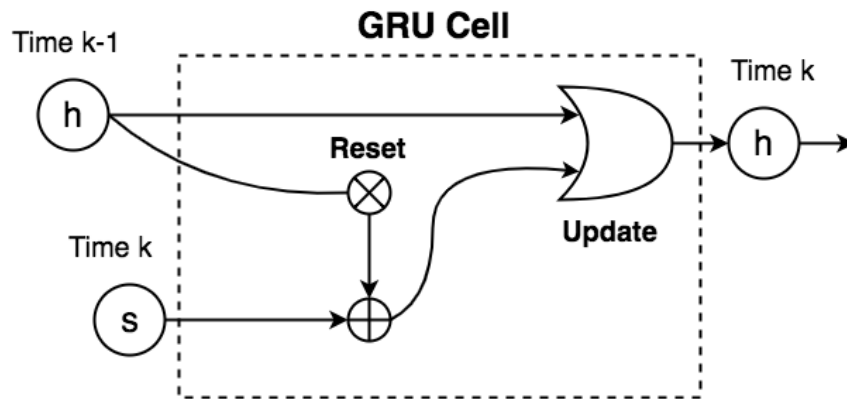 GRU Cell
Time k-1
h
Time k
h
Reset
Update
Time k
s